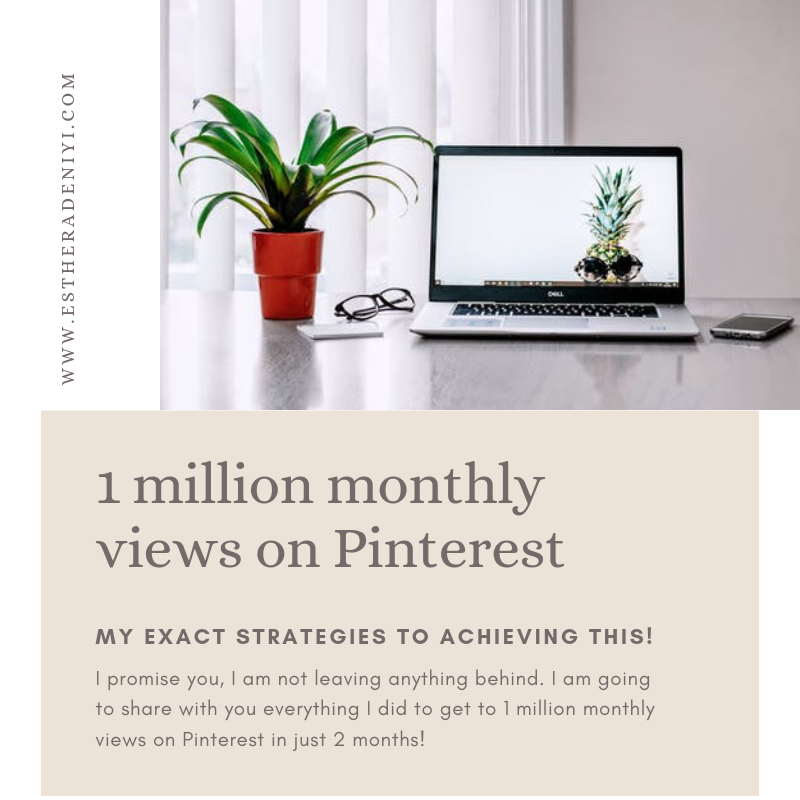 WWW.ESTHERADENIYI.COM
DELL
1 million monthly
views on Pinterest
MY EXACT STRATEGIES TO ACHIEVING THIS!
I promise you, I am not leaving anything behind. I am going
to share with you everything I did to get to 1 million monthly
views on Pinterest in just 2 months!